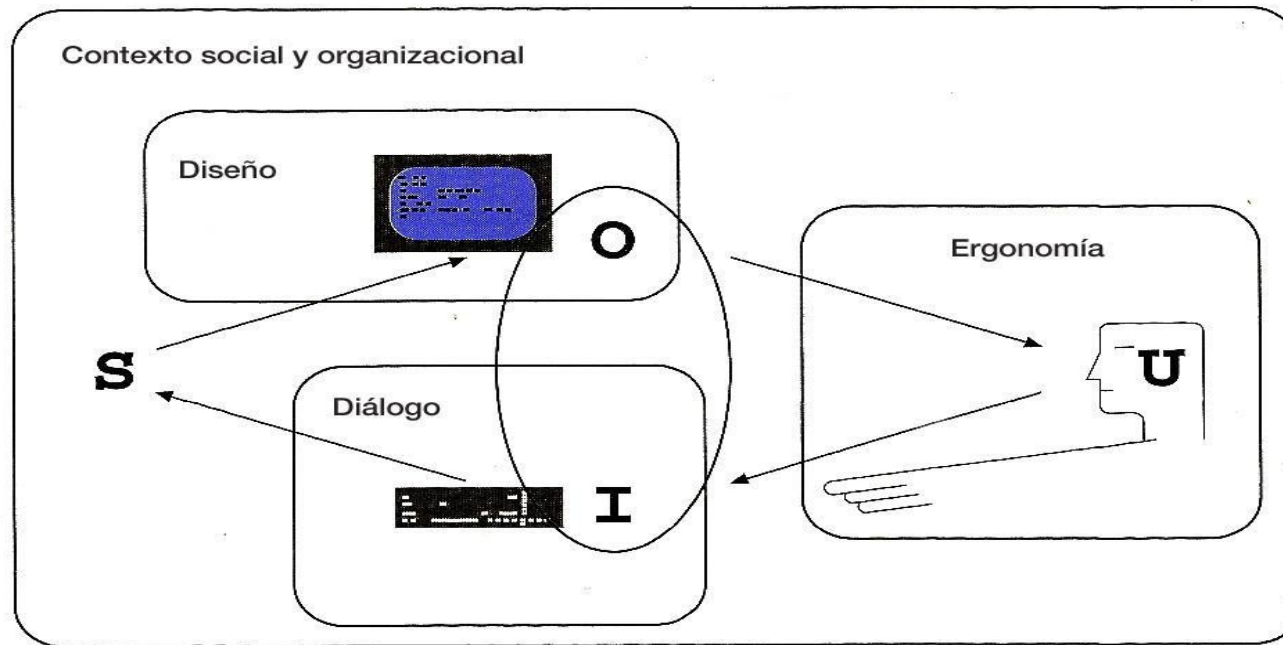 Contexto social y organizacional
Diseño
O
Ergonomía
S
U
Diálogo
I